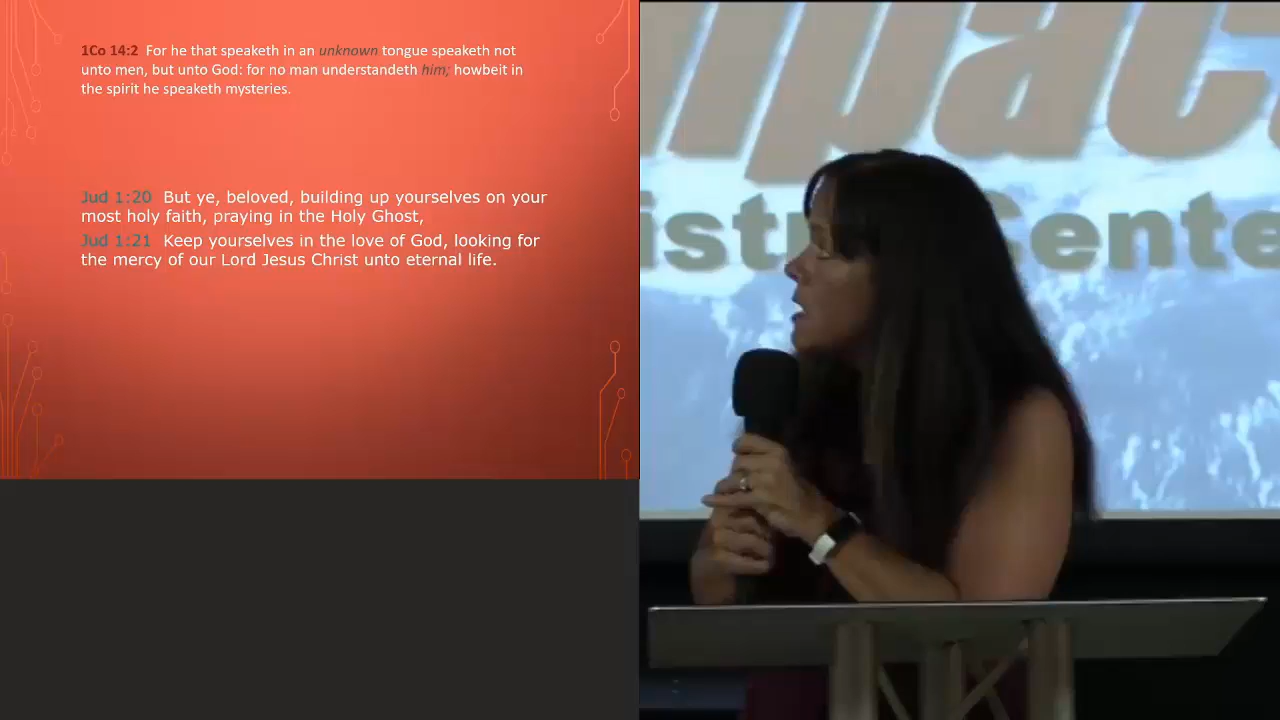 1Co 14:2 For he that speaketh in an unknown tongue speaketh not
unto men, but unto God: for no man understandeth him; howbeit in
the spirit he speaketh mysteries.
Jud 1:20 But ye, beloved, building up yourselves on your
most holy faith, praying in the Holy Ghost,
Jud 1:21 Keep yourselves in the love of God, looking for
the mercy of our Lord Jesus Christ unto eternal life.